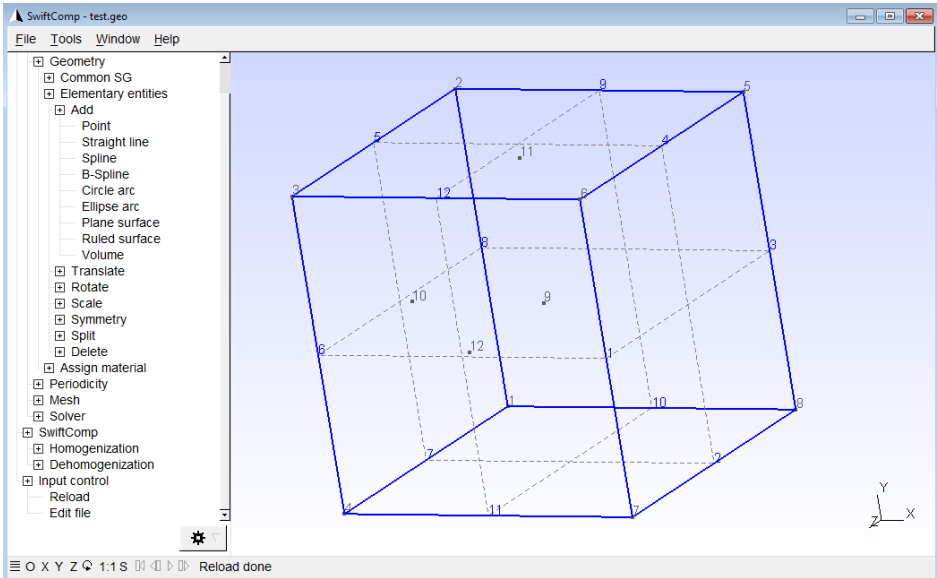 SwiftComp - test.geo
File Tools Window Help
Geometry
Common SG
Elementary entities
Add
Point
Straight line
Spline
B-Spline
Circle arc
Ellipse arc
Plane surface
Ruled surface
Volume
Translate
Rotate
Scale
Symmetry
Split
Delete
Assign material
Periodicity
Mesh
Solver
SwiftComp
Homogenization
Dehomogenization
Input control
Reload
Edit file
2 9 5
5 11 4
3 12 6
8 3
10 9
6 12 1
1 10 8
7 2
4 11 7
Y
X
Z
O X Y Z 1:1 S Reload done